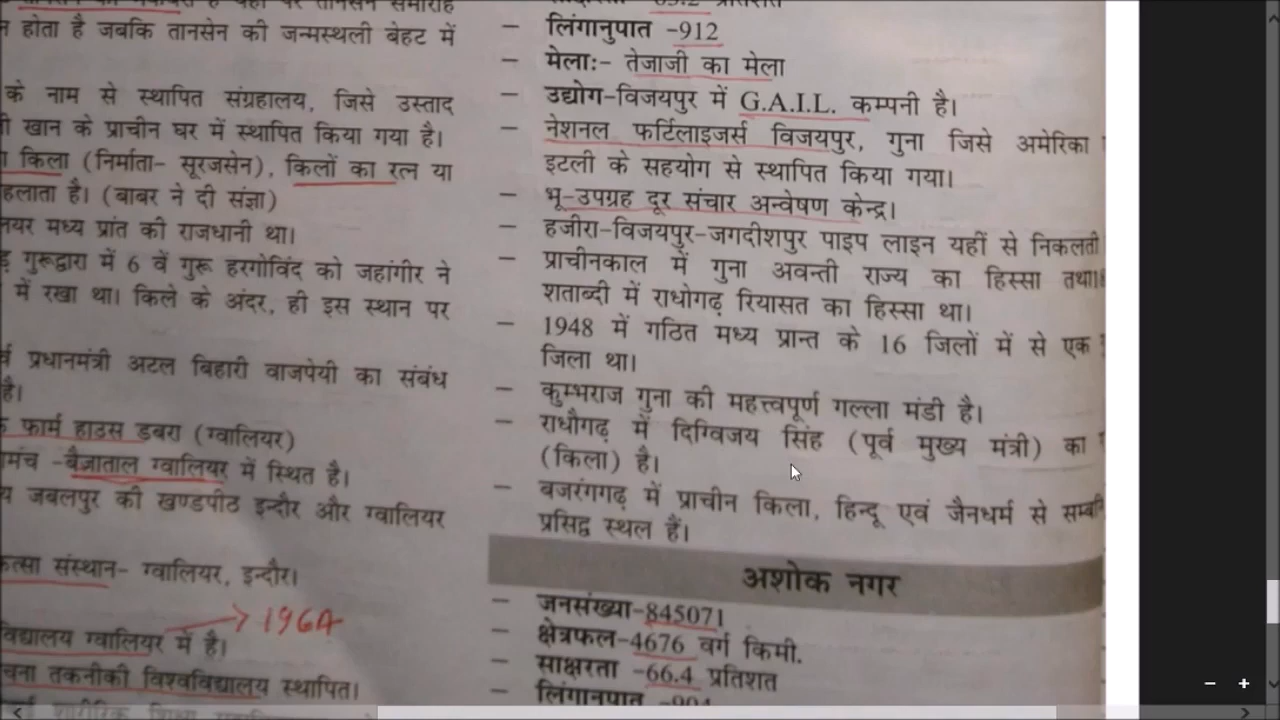 न होता है जबकि तानसेन की जन्मस्थली बेहट में
के नाम से स्थापित संग्रहालय, जिसे उस्ताद
खान के प्राचीन घर में स्थापित किया गया है।
किला (निर्माता- सूरजसेन), किलों का रत्न या
हलाता है। (बाबर ने दी संज्ञा)
मध्य प्रांत की राजधानी था।
गुरूद्वारा में 6 वें गुरू हरगोविंद को जहांगीर ने
में रखा था। किले के अंदर, ही इस स्थान पर
प्रधानमंत्री अटल बिहारी वाजपेयी का संबंध
है।
फार्म हाउस डबरा (ग्वालियर)
मंच -बैजाताल ग्वालियर में स्थित है।
य जबलपुर की खण्डपीठ इन्दौर और ग्वालियर
संस्थान- ग्वालियर, इन्दौर।
1964
विद्यालय ग्वालियर में है।
चना तकनीकी विश्वविद्यालय स्थापित।
– लिंगानुपात -912
– मेलाः- तेजाजी का मेला
– उद्योग-विजयपुर में G.A.I.L. कम्पनी है।
– नेशनल फर्टिलाइजर्स विजयपुर, गुना जिसे अमेरिका
इटली के सहयोग से स्थापित किया गया।
– भू-उपग्रह दूर संचार अन्वेषण केन्द्र।
– हजीरा-विजयपुर-जगदीशपुर पाइप लाइन यहीं से निकलती
– प्राचीनकाल में गुना अवन्ती राज्य का हिस्सा तथा
शताब्दी में राधोगढ़ रियासत का हिस्सा था।
– 1948 में गठित मध्य प्रान्त के 16 जिलों में से एक
जिला था।
– कुम्भराज गुना की महत्त्वपूर्ण गल्ला मंडी है।
– राधौगढ़ में दिग्विजय सिंह (पूर्व मुख्य मंत्री) का
(किला) है।
– बजरंगगढ़ में प्राचीन किला, हिन्दू एवं जैनधर्म से
प्रसिद्व स्थल हैं।
अशोक नगर
– जनसंख्या-845071
– क्षेत्रफल-4676 वर्ग किमी.
– साक्षरता -66.4 प्रतिशत
– लिंगानुपात